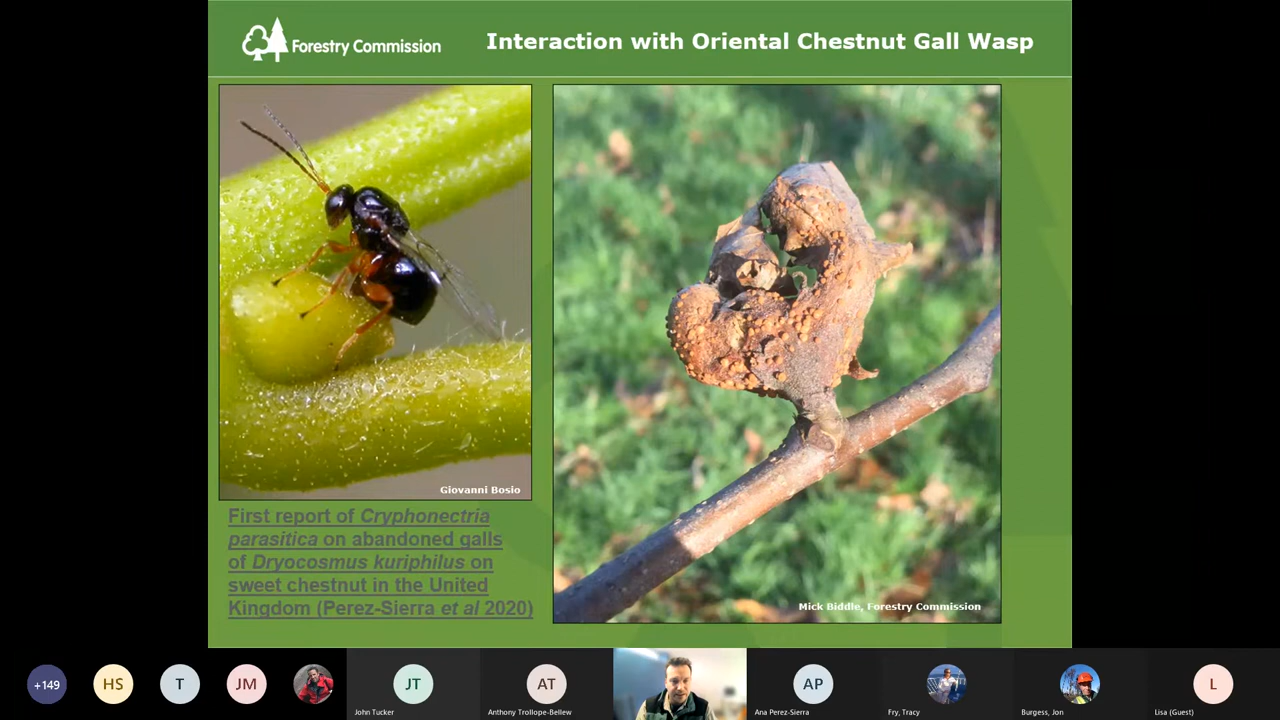 Forestry Commission
Interaction with Oriental Chestnut Gall Wasp
Giovanni Bosio
First report of Cryphonectria
parasitica on abandoned galls
of Dryocosmus kuriphilus on
sweet chestnut in the United
Kingdom (Perez-Sierra et al 2020)
Mick Biddle, Forestry Commission
+149
HS
T
JM
JT
John Tucker
AT
Anthony Trollope-Bellew
AP
Ana Perez-Sierra
Fry, Tracy
Burgess, Jon
L
Lisa (Guest)